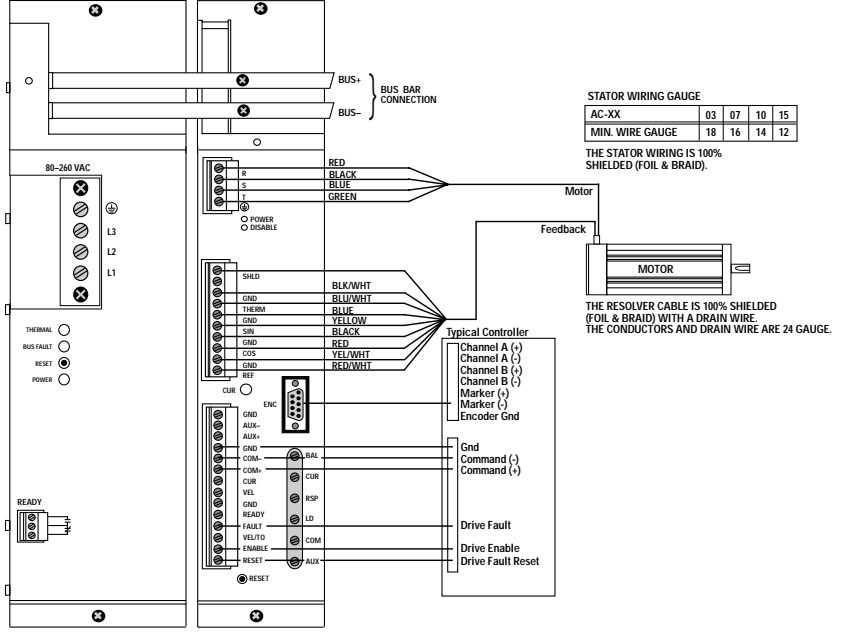 BUS+
BUS–
BUS BAR
CONNECTION
STATOR WIRING GAUGE
AC-XX 03 07 10 15
MIN. WIRE GAUGE 18 16 14 12
THE STATOR WIRING IS 100%
SHIELDED (FOIL & BRAID).
80–260 VAC
L3
L2
L1
THERMAL
BUS FAULT
RESET
POWER
READY
R
S
T
RED
BLACK
BLUE
GREEN
POWER
DISABLE
Motor
Feedback
MOTOR
THE RESOLVER CABLE IS 100% SHIELDED
(FOIL & BRAID) WITH A DRAIN WIRE.
THE CONDUCTORS AND DRAIN WIRE ARE 24 GAUGE.
SHLD
GND
THERM
GND
SIN
GND
COS
GND
REF
BLK/WHT
BLU/WHT
BLUE
YELLOW
BLACK
RED
YEL/WHT
RED/WHT
CUR
ENC
Typical Controller
Channel A (+)
Channel A (-)
Channel B (+)
Channel B (-)
Marker (+)
Marker (-)
Encoder Gnd
GND
AUX–
AUX+
GND
COM–
COM+
CUR
VEL
GND
READY
FAULT
VEL/TO
ENABLE
RESET
BAL
CUR
RSP
LD
COM
AUX
Gnd
Command (-)
Command (+)
Drive Fault
Drive Enable
Drive Fault Reset
RESET